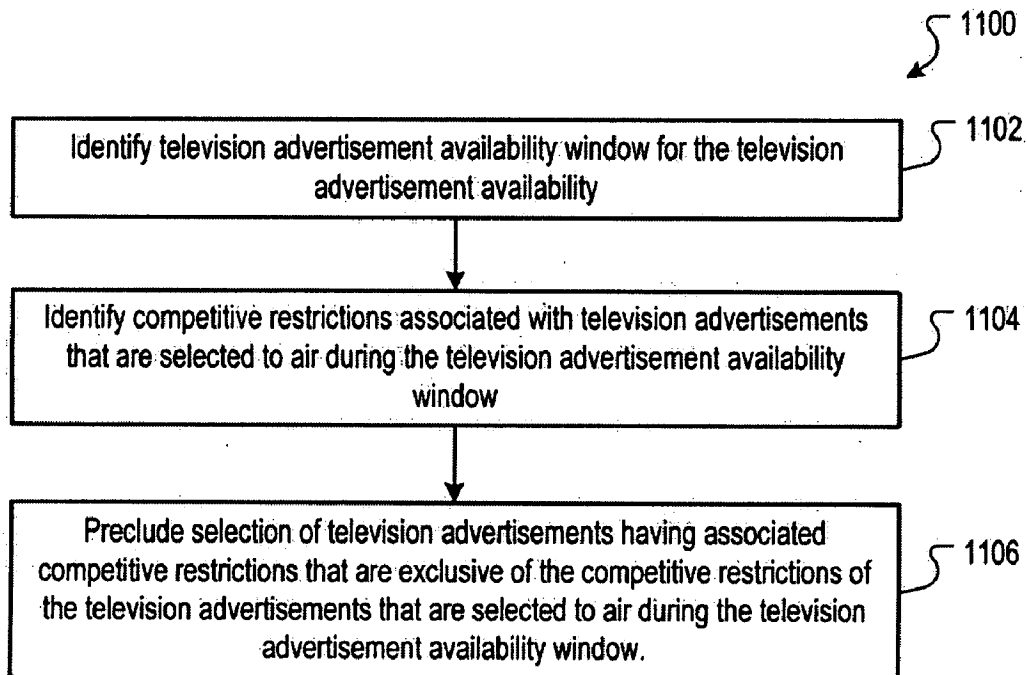 1100
Identify television advertisement availability window for the television
advertisement availability
1102
Identify competitive restrictions associated with television advertisements
that are selected to air during the television advertisement availability
window
1104
Preclude selection of television advertisements having associated
competitive restrictions that are exclusive of the competitive restrictions of
the television advertisements that are selected to air during the television
advertisement availability window.
1106